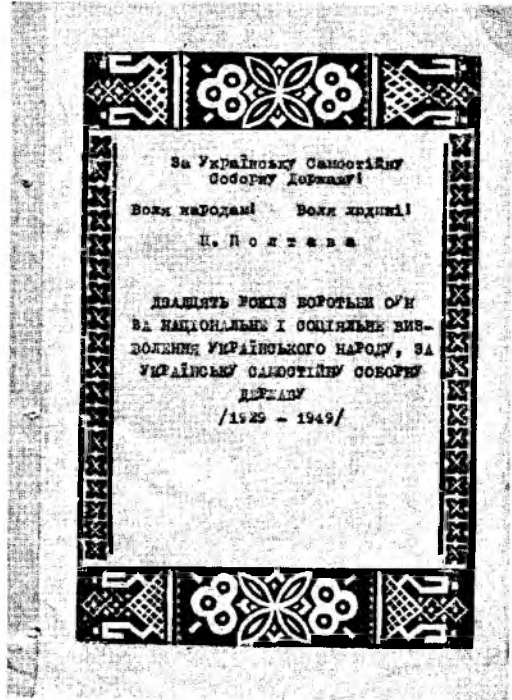 За Українську Самостійну
Соборну Державу!
Воля народам! Воля людині!
П. Полтава
ДВАДЦЯТЬ РОКІВ БОРОТЬБИ ОУН
ЗА НАЦІОНАЛЬНЕ І СОЦІЯЛЬНЕ ВИЗ-
ВОЛЕННЯ УКРАЇНСЬКОГО НАРОДУ, ЗА
УКРАЇНСЬКУ САМОСТІЙНУ СОБОРНУ
ДЕРЖАВУ
/1929 – 1949/